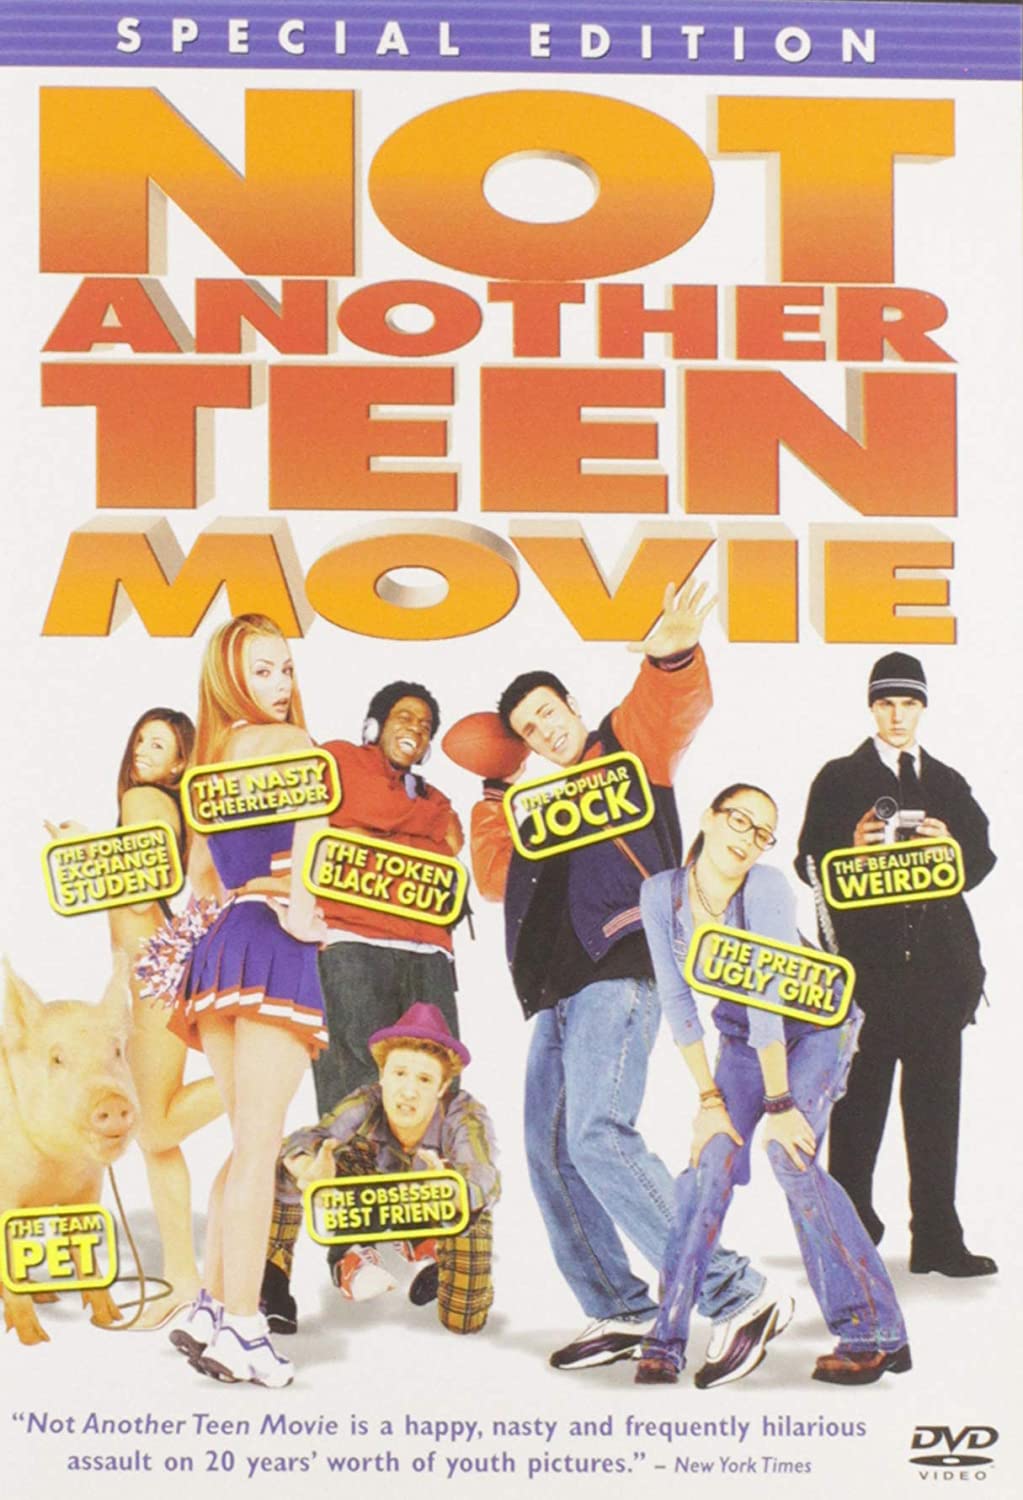 SPECIAL EDITION
NOT
ANOTHER
TEEN
MOVIE
THE NASTY
CHEERLEADER
THE POPULAR
JOCK
THE FOREIGN
EXCHANGE
STUDENT
THE TOKEN
BLACK GUY
THE BEAUTIFUL
WEIRDO
THE PRETTY
UGLY GIRL
THE OBSESSED
BEST FRIEND
THE TEAM
PET
“Not Another Teen Movie is a happy, nasty and frequently hilarious
assault on 20 years’ worth of youth pictures.” – New York Times
DVD
VIDEO